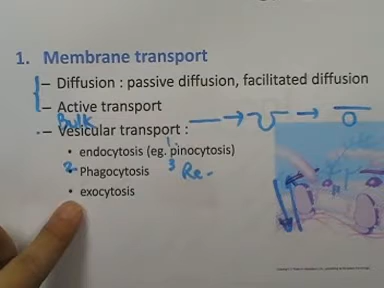 1. Membrane transport
– Diffusion : passive diffusion, facilitated diffusion
– Active transport
Bulk
– Vesicular transport :
1
• endocytosis (eg. pinocytosis)
2 • Phagocytosis 3 Re-
• exocytosis